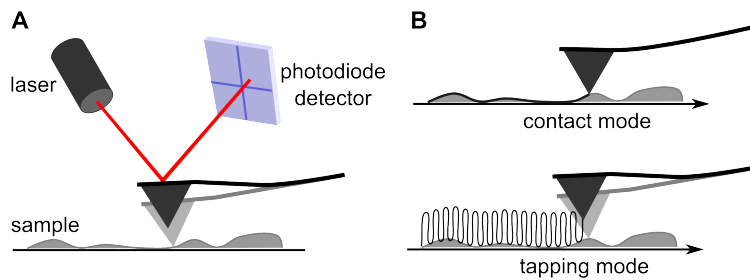 A
laser
photodiode
detector
sample
B
contact mode
tapping mode